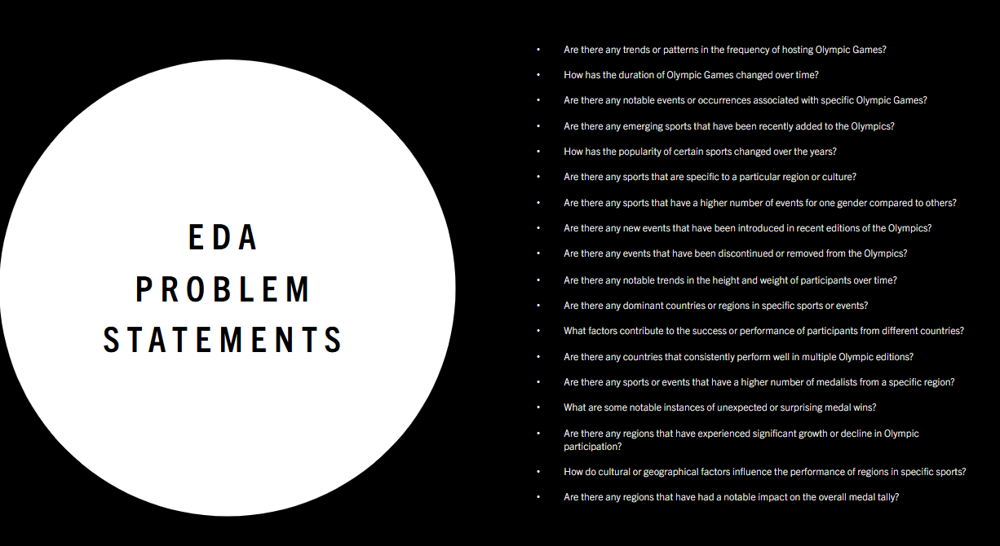 EDA
PROBLEM
STATEMENTS
• Are there any trends or patterns in the frequency of hosting Olympic Games?
• How has the duration of Olympic Games changed over time?
• Are there any notable events or occurrences associated with specific Olympic Games?
• Are there any emerging sports that have been recently added to the Olympics?
• How has the popularity of certain sports changed over the years?
• Are there any sports that are specific to a particular region or culture?
• Are there any sports that have a higher number of events for one gender compared to others?
• Are there any new events that have been introduced in recent editions of the Olympics?
• Are there any events that have been discontinued or removed from the Olympics?
• Are there any notable trends in the height and weight of participants over time?
• Are there any dominant countries or regions in specific sports or events?
• What factors contribute to the success or performance of participants from different countries?
• Are there any countries that consistently perform well in multiple Olympic editions?
• Are there any sports or events that have a higher number of medalists from a specific region?
• What are some notable instances of unexpected or surprising medal wins?
• Are there any regions that have experienced significant growth or decline in Olympic
participation?
• How do cultural or geographical factors influence the performance of regions in specific sports?
• Are there any regions that have had a notable impact on the overall medal tally?